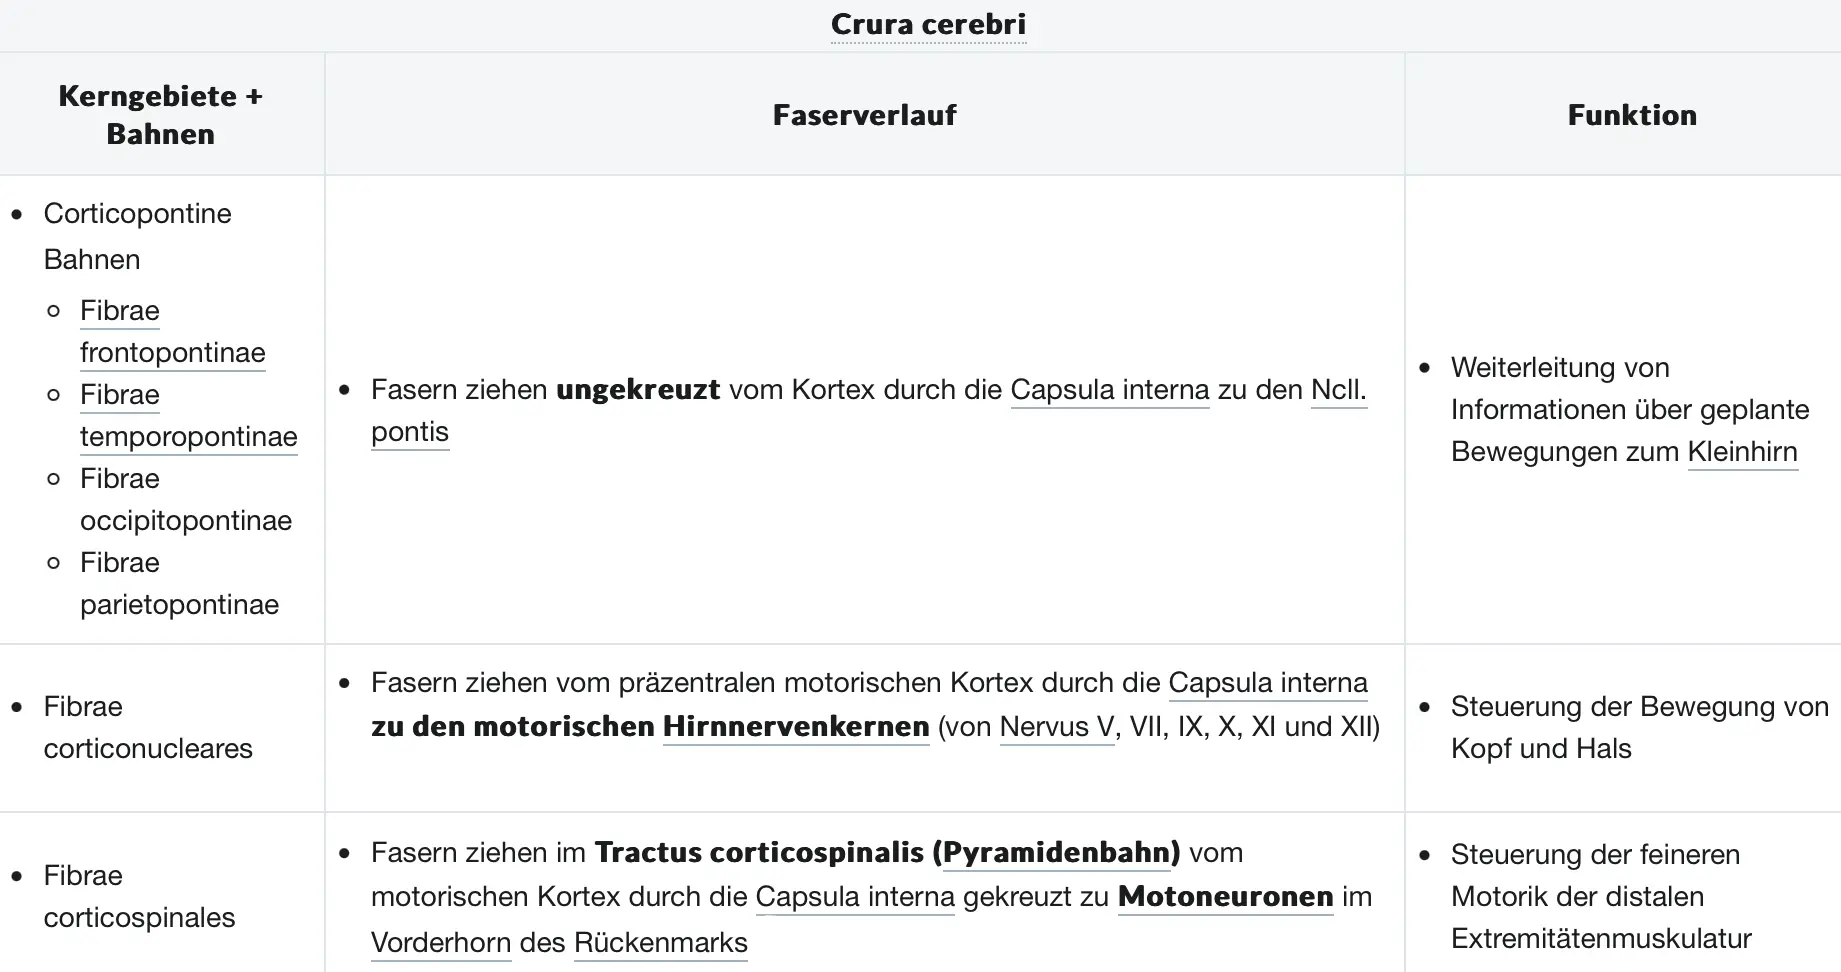 Crura cerebri
Kerngebiete +
Bahnen
Faserverlauf
Funktion
Corticopontine
Bahnen
Fibrae
frontopontinae
Fibrae
temporopontinae
Fibrae
occipitopontinae
Fibrae
parietopontinae
Fasern ziehen ungekreuzt vom Kortex durch die Capsula interna zu den Ncll.
pontis
Weiterleitung von
Informationen über geplante
Bewegungen zum Kleinhirn
Fibrae
corticonucleares
Fasern ziehen vom präzentralen motorischen Kortex durch die Capsula interna
zu den motorischen Hirnnervenkernen (von Nervus V, VII, IX, X, XI und XII)
Steuerung der Bewegung von
Kopf und Hals
Fibrae
corticospinales
Fasern ziehen im Tractus corticospinalis (Pyramidenbahn) vom
motorischen Kortex durch die Capsula interna gekreuzt zu Motoneuronen im
Vorderhorn des Rückenmarks
Steuerung der feineren
Motorik der distalen
Extremitätenmuskulatur